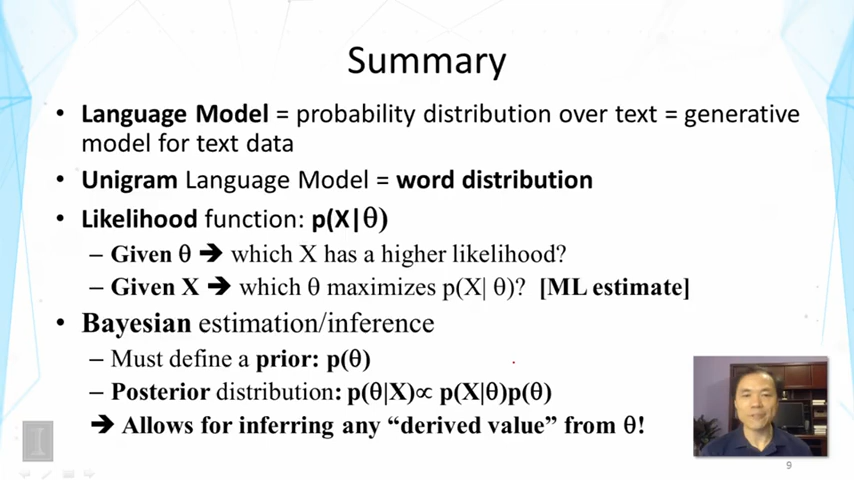 Summary
• Language Model = probability distribution over text = generative
model for text data
• Unigram Language Model = word distribution
• Likelihood function: p(X|θ)
– Given θ ➔ which X has a higher likelihood?
– Given X ➔ which θ maximizes p(X| θ)? [ML estimate]
• Bayesian estimation/inference
– Must define a prior: p(θ)
– Posterior distribution: p(θ|X)∝ p(X|θ)p(θ)
➔ Allows for inferring any “derived value” from θ!
9